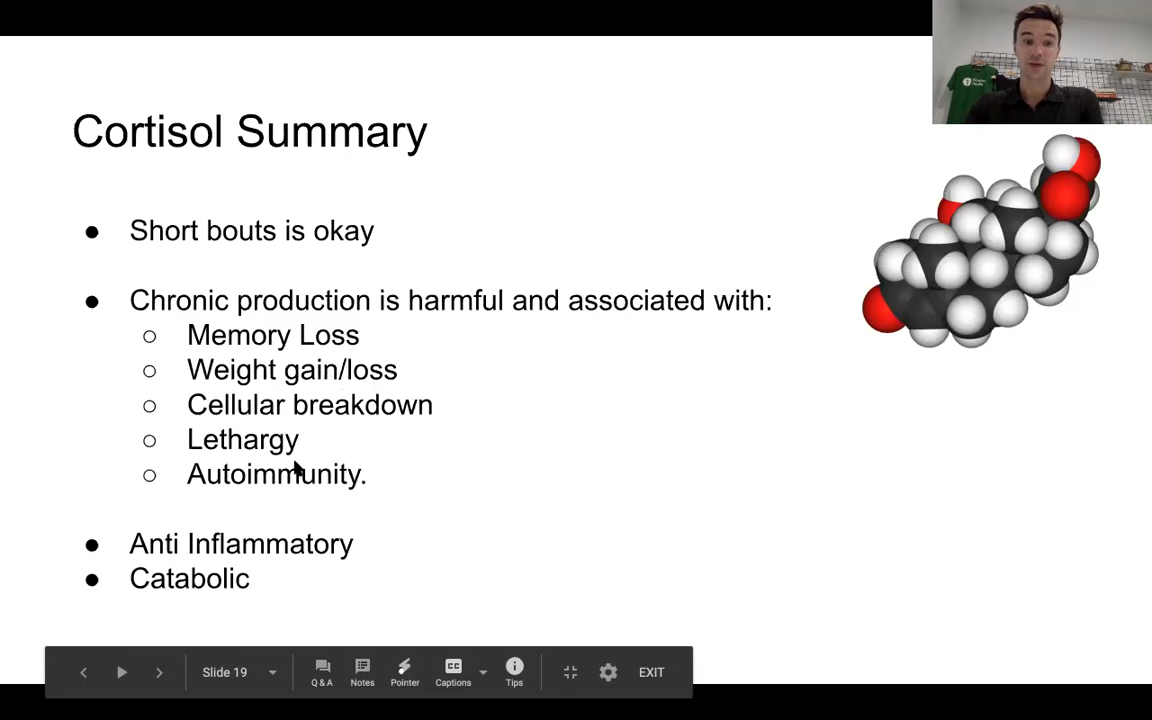 Cortisol Summary
● Short bouts is okay
● Chronic production is harmful and associated with:
○ Memory Loss
○ Weight gain/loss
○ Cellular breakdown
○ Lethargy
○ Autoimmunity.
● Anti Inflammatory
● Catabolic
Slide 19
Q & A
Notes
Pointer
CC
Captions
Tips
EXIT